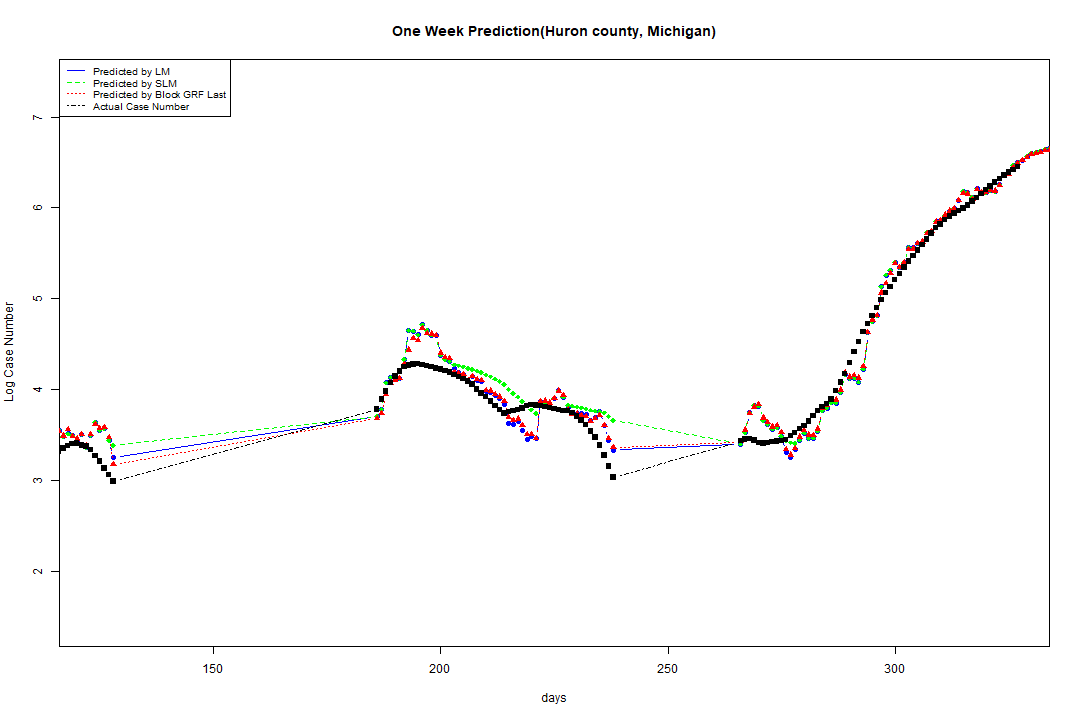 One Week Prediction(Huron county, Michigan)
Predicted by LM
Predicted by SLM
Predicted by Block GRF Last
Actual Case Number
7
6
5
4
3
2
Log Case Number
150 200 250 300
days